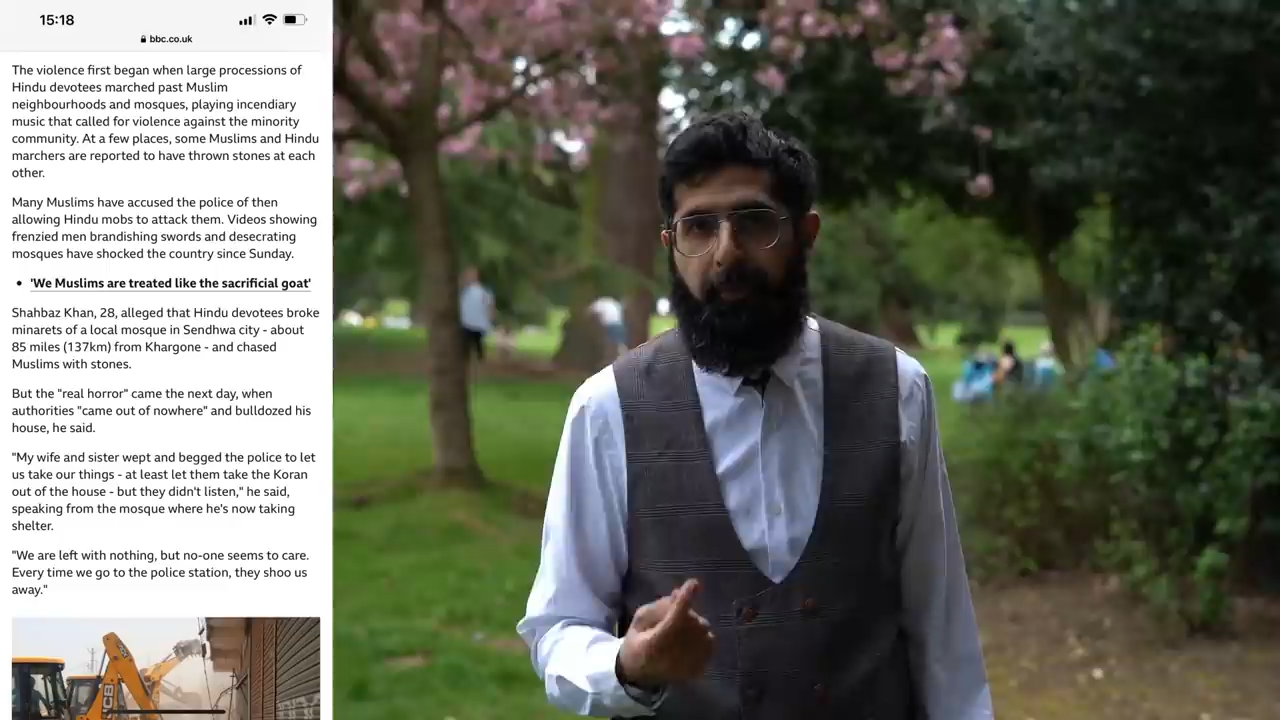 15:18
bbc.co.uk
The violence first began when large processions of
Hindu devotees marched past Muslim
neighbourhoods and mosques, playing incendiary
music that called for violence against the minority
community. At a few places, some Muslims and Hindu
marchers are reported to have thrown stones at each
other.
Many Muslims have accused the police of then
allowing Hindu mobs to attack them. Videos showing
frenzied men brandishing swords and desecrating
mosques have shocked the country since Sunday.
• 'We Muslims are treated like the sacrificial goat'
Shahbaz Khan, 28, alleged that Hindu devotees broke
minarets of a local mosque in Sendhwa city - about
85 miles (137km) from Khargone - and chased
Muslims with stones.
But the "real horror" came the next day, when
authorities "came out of nowhere" and bulldozed his
house, he said.
"My wife and sister wept and begged the police to let
us take our things - at least let them take the Koran
out of the house - but they didn't listen," he said,
speaking from the mosque where he's now taking
shelter.
"We are left with nothing, but no-one seems to care.
Every time we go to the police station, they shoo us
away."
JCB